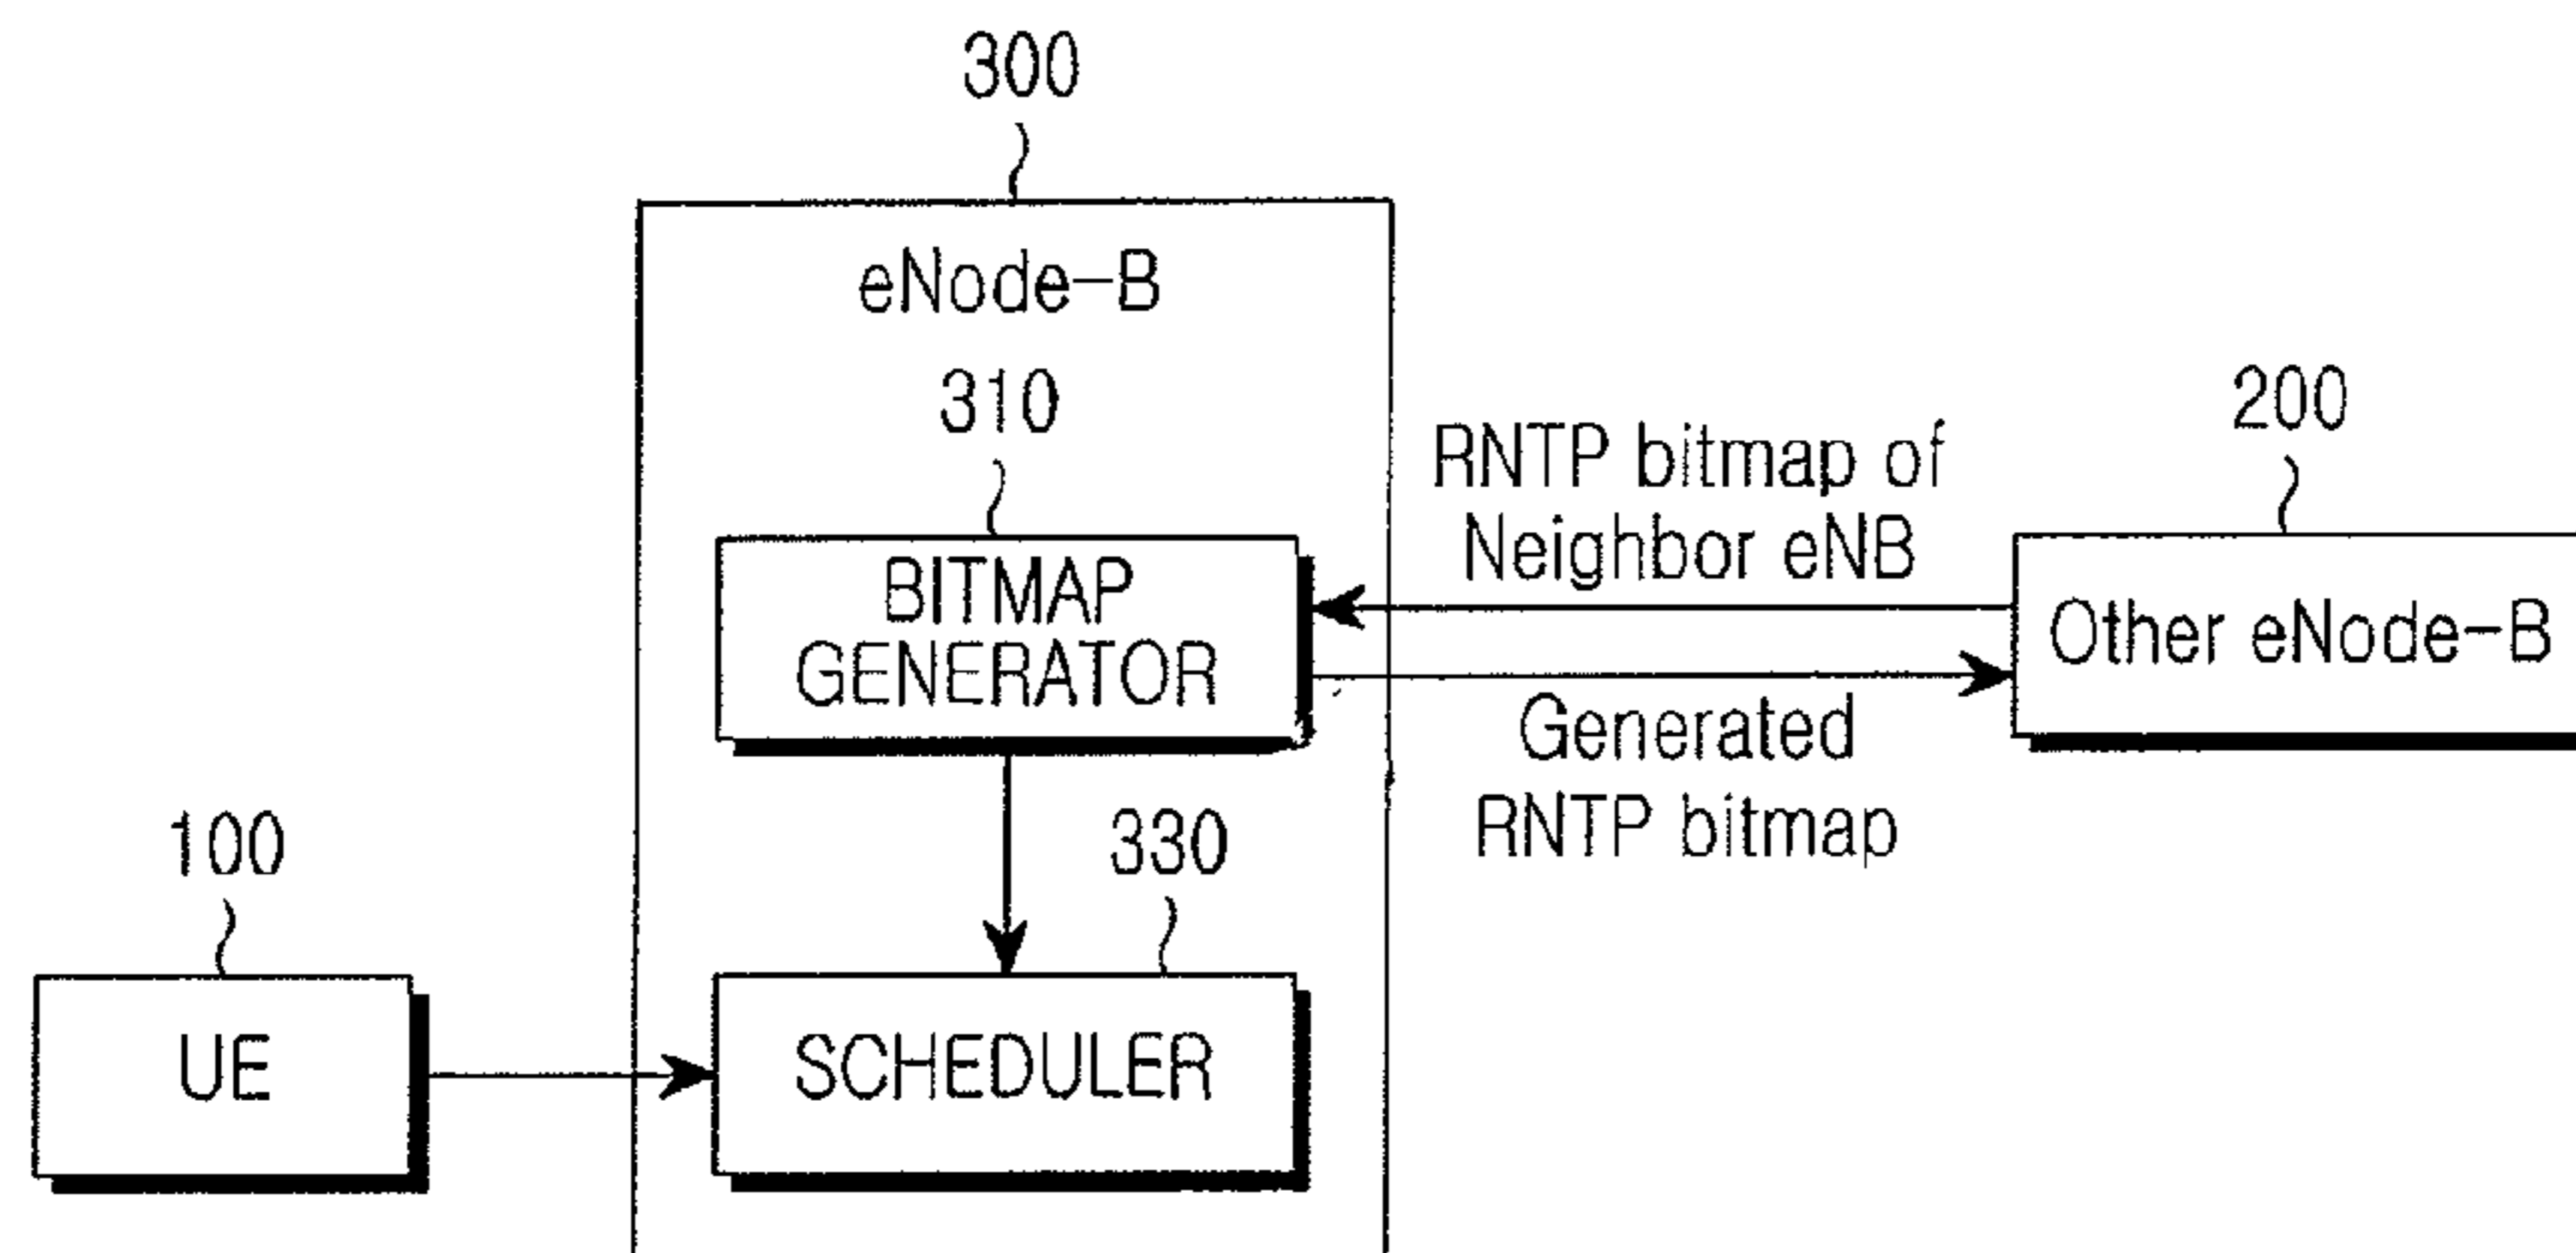 300
eNode-B
310
BITMAP
GENERATOR
RNTP bitmap of
Neighbor eNB
200
Other eNode-B
Generated
RNTP bitmap
100
UE
330
SCHEDULER